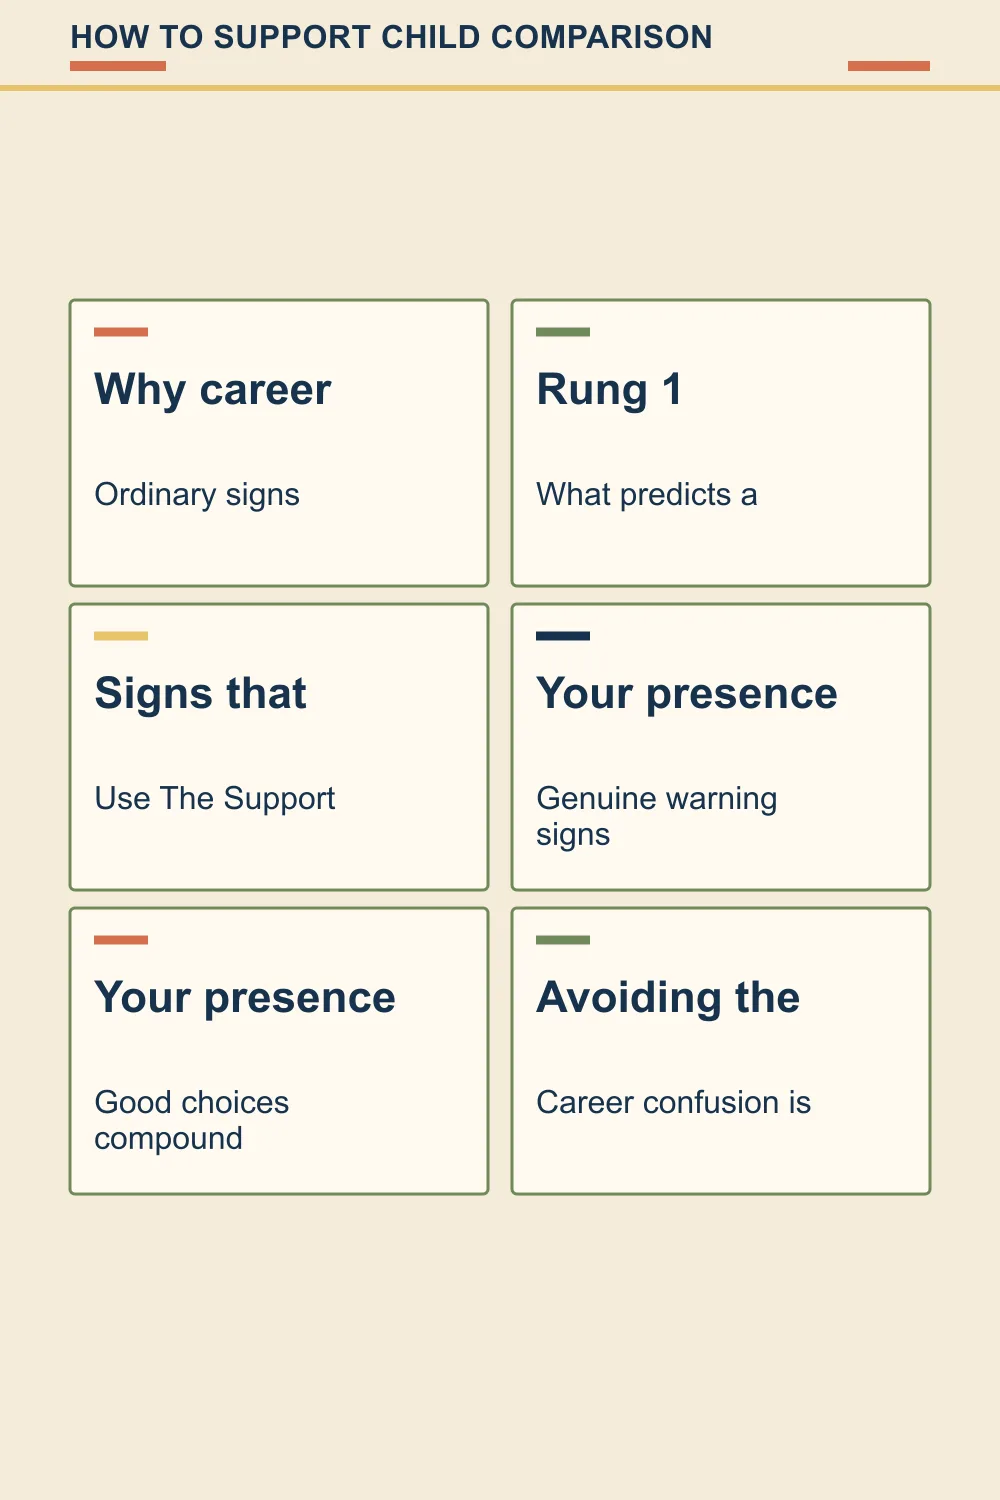 HOW TO SUPPORT CHILD COMPARISON
Why career
Ordinary signs
Rung 1
What predicts a
Signs that
Use The Support
Your presence
Genuine warning
signs
Your presence
Good choices
compound
Avoiding the
Career confusion is